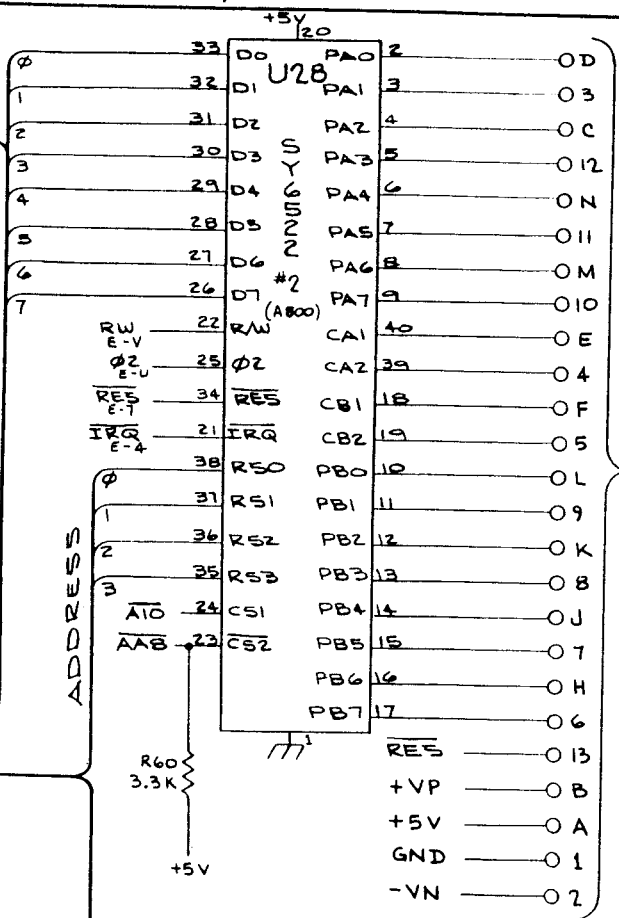 +5V
20
Ø 33 D0 PA0 2 D
U28
1 32 D1 PA1 3 3
2 31 D2 PA2 4 C
3 30 D3 PA3 5 12
4 29 D4 PA4 6 N
5 28 D5 PA5 7 11
6 27 D6 PA6 8 M
7 26 D7 PA7 9 10
SY6522
#2
(A800)
RW 22 R/W CA1 40 E
E-V
Ø2 25 Ø2 CA2 39 4
E-U
RES 34 RES CB1 18 F
E-7
IRQ 21 IRQ CB2 19 5
E-4
Ø 38 RS0 PB0 10 L
1 37 RS1 PB1 11 9
2 36 RS2 PB2 12 K
3 35 RS3 PB3 13 8
ADDRESS
A10 24 CS1 PB4 14 J
AA8 23 CS2 PB5 15 7
PB6 16 H
PB7 17 6
1
RES 13
R60
3.3K
+VP B
+5V A
GND 1
-VN 2
+5V